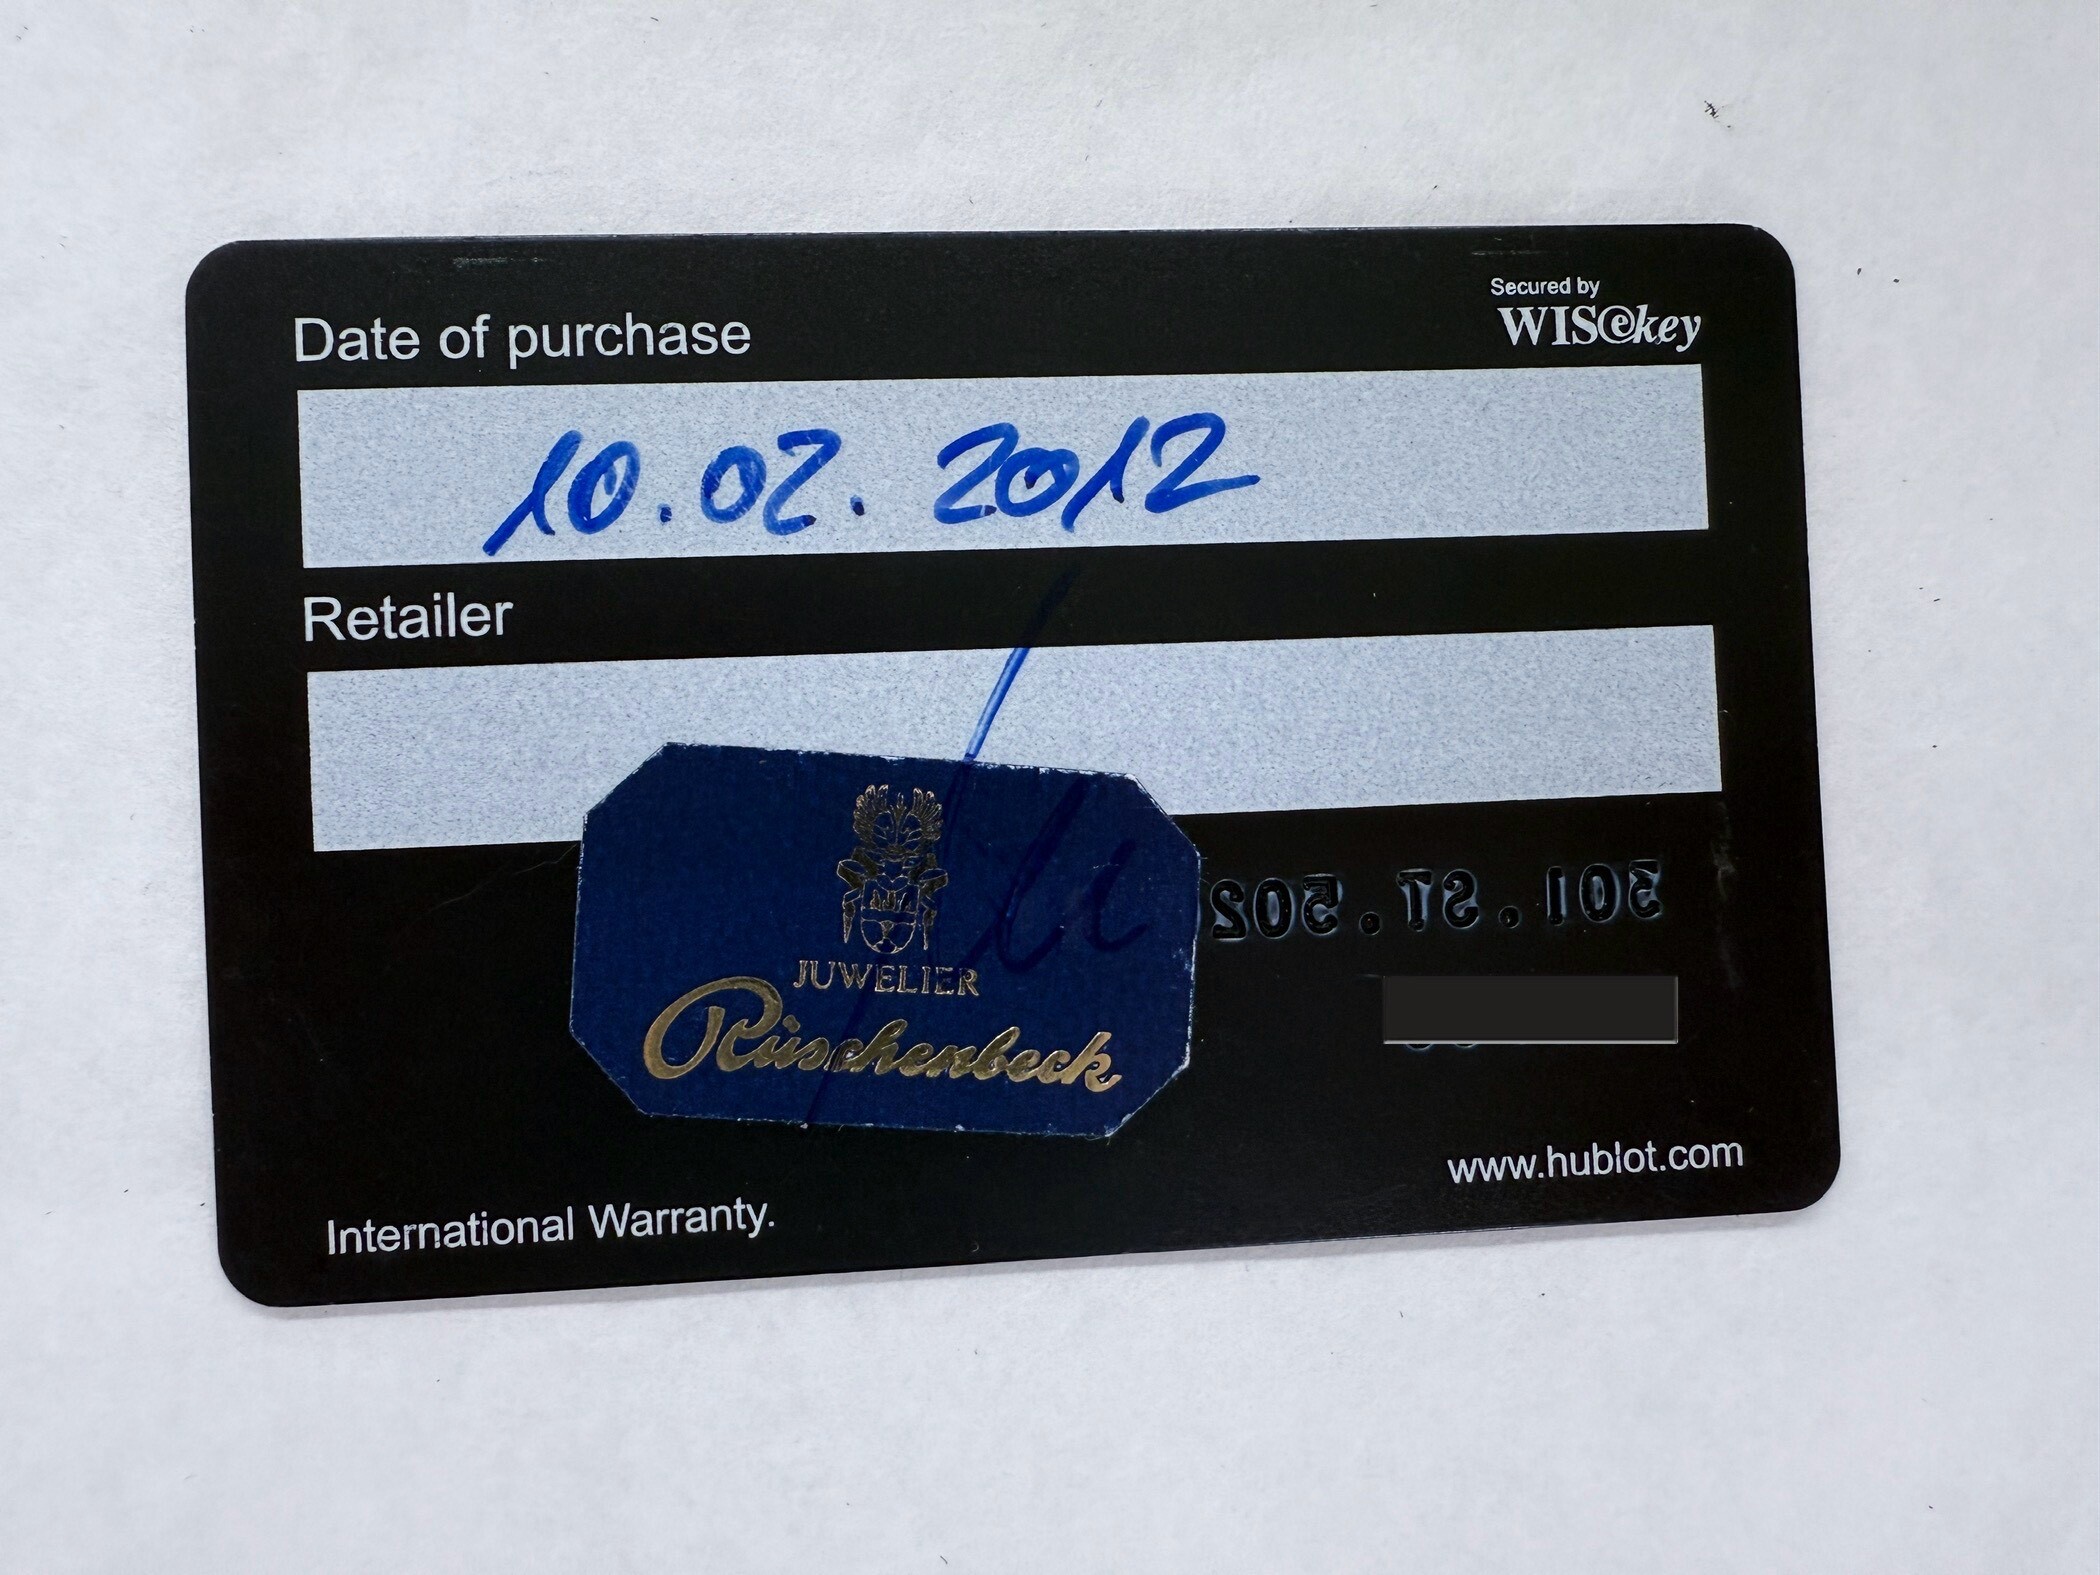 Date of purchase
Secured by
WISekey
10.02.2012
Retailer
301.ST.502
JUWELIER
Rüschenbeck
www.hublot.com
International Warranty.